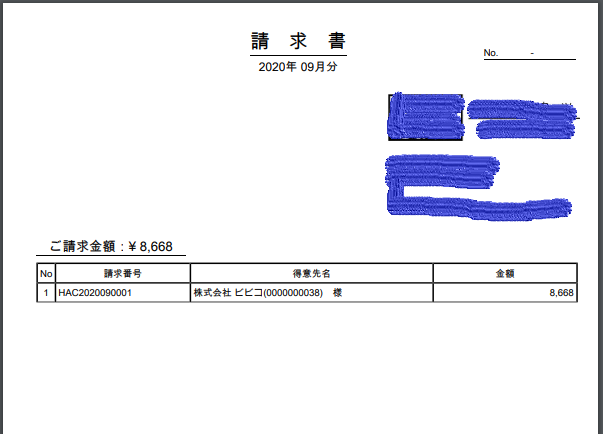 請 求 書
2020年 09月分
No. -
ご請求金額：¥ 8,668
No 請求番号 得意先名 金額
1 HAC2020090001 株式会社 ビビコ(0000000038) 様 8,668